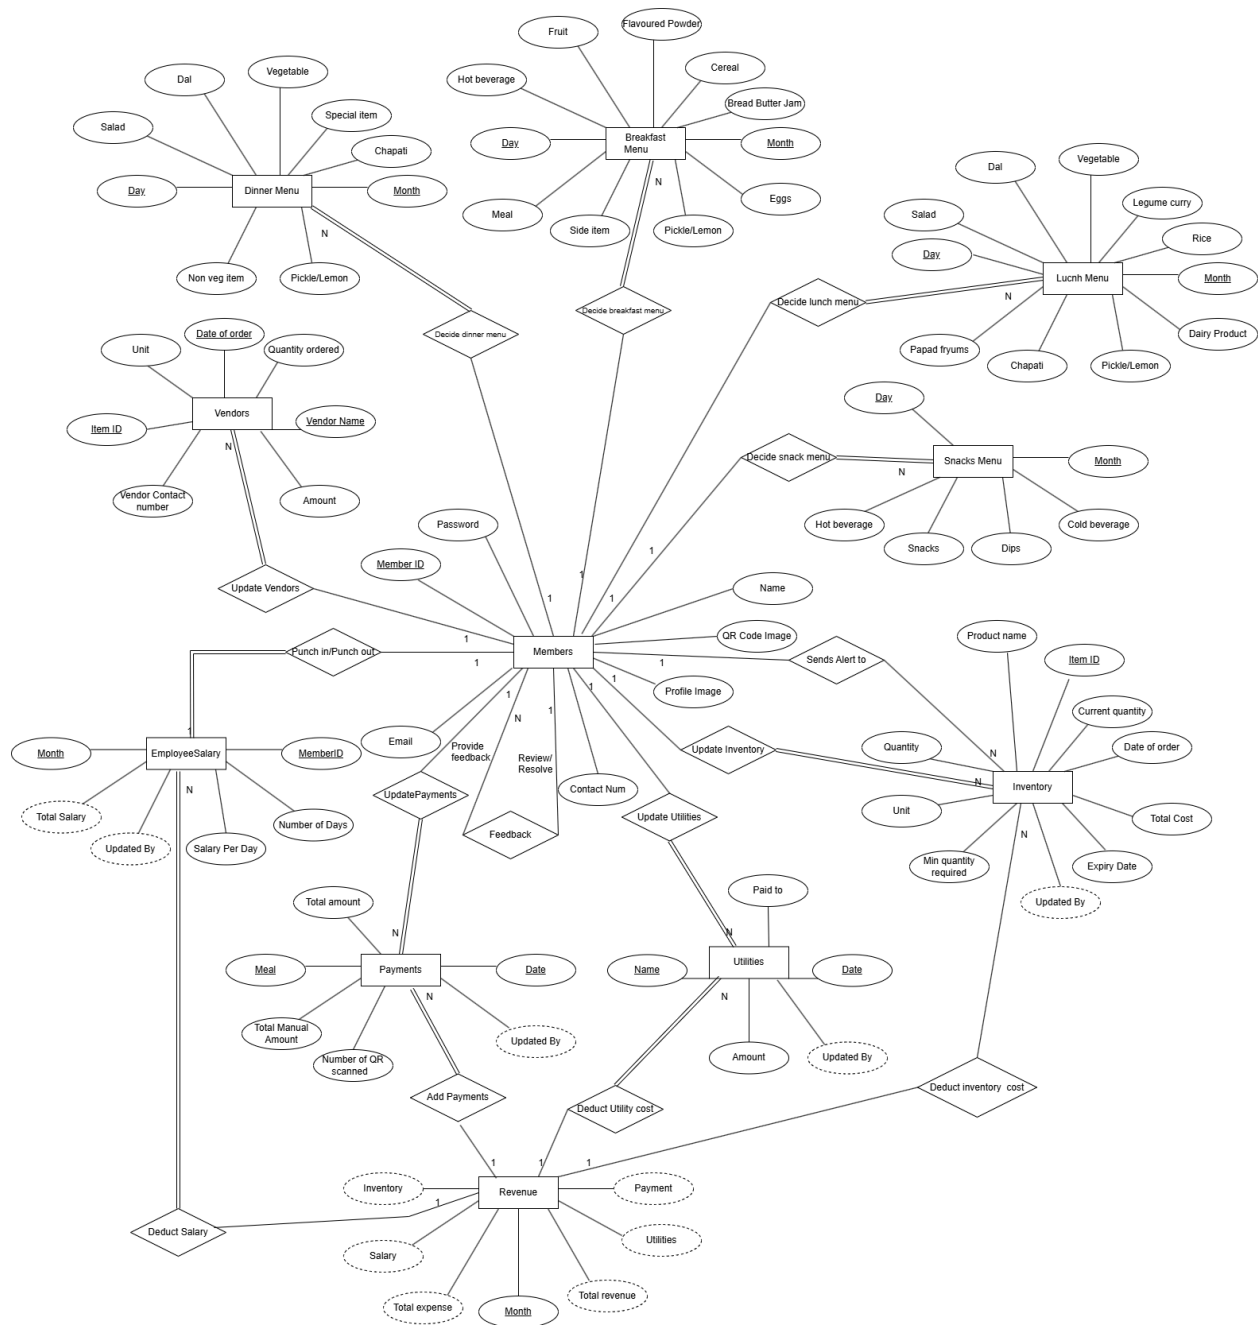 Flavoured Powder
Fruit
Cereal
Hot beverage
Bread Butter Jam
Day
Breakfast
Menu
Month
N
Eggs
Meal
Side item
Pickle/Lemon
Vegetable
Dal
Special item
Salad
Chapati
Day
Dinner Menu
Month
N
Non veg item
Pickle/Lemon
Vegetable
Dal
Legume curry
Salad
Rice
Day
Lucnh Menu
Month
N
Dairy Product
Papad fryums
Chapati
Pickle/Lemon
Decide lunch menu
Decide breakfast menu
Decide dinner menu
Date of order
Unit
Quantity ordered
Vendors
Item ID
Vendor Name
N
Vendor Contact
number
Amount
Day
Decide snack menu
Snacks Menu
Month
N
Hot beverage
Cold beverage
Snacks
Dips
Password
Member ID
Update Vendors
1
1
1
1
1
Name
QR Code Image
Profile Image
Members
1
1
1
1
1
1
N
1
Punch in/Punch out
Sends Alert to
Product name
Item ID
Current quantity
Quantity
Date of order
Update Inventory
N
N
Inventory
Unit
Total Cost
N
Min quantity
required
Expiry Date
Updated By
1
Month
EmployeeSalary
MemberID
N
Total Salary
Updated By
Salary Per Day
Number of Days
Email
Provide
feedback
Review/
Resolve
Contact Num
UpdatePayments
Feedback
Update Utilities
Total amount
Paid to
N
N
Meal
Payments
Date
N
Name
Utilities
Date
N
Total Manual
Amount
Number of QR
scanned
Updated By
Amount
Updated By
Add Payments
Deduct Utility cost
Deduct inventory cost
1
1
1
Inventory
Revenue
Payment
1
Deduct Salary
Salary
Utilities
Total expense
Month
Total revenue